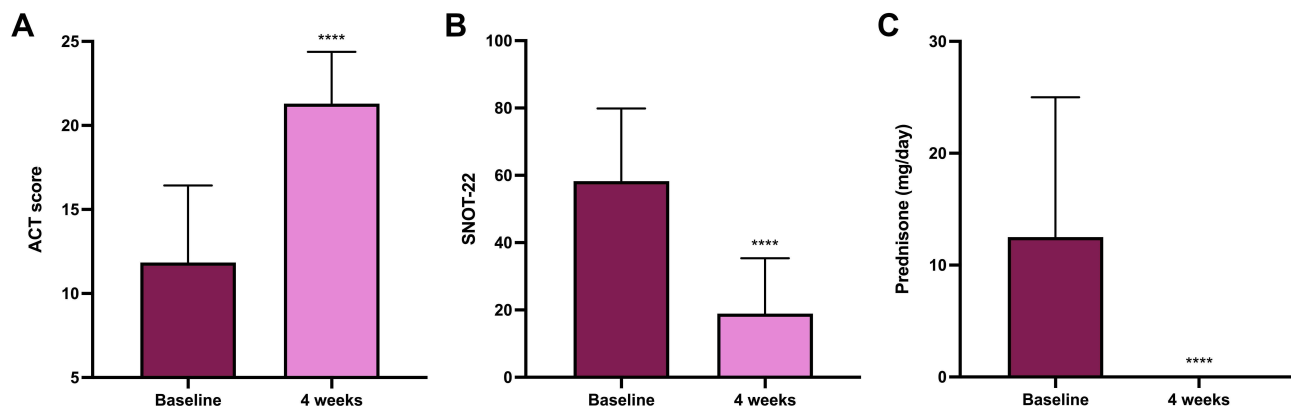 A
ACT score
25
20
15
10
5
****
Baseline
4 weeks
B
SNOT-22
100
80
60
40
20
0
****
Baseline
4 weeks
C
Prednisone (mg/day)
30
20
10
0
****
Baseline
4 weeks